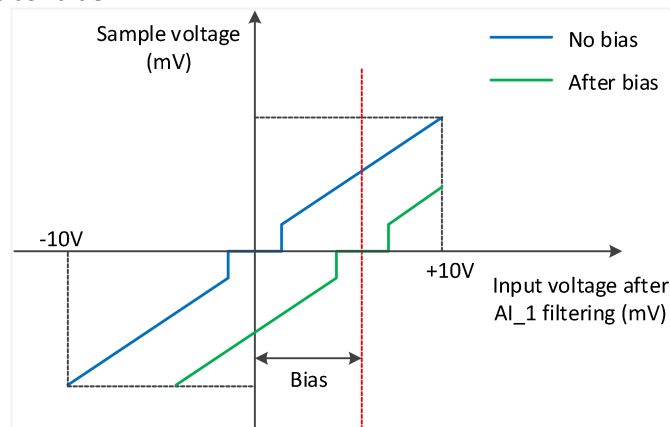 Sample voltage
(mV)
No bias
After bias
-10V
+10V
Input voltage after
AI_1 filtering (mV)
Bias